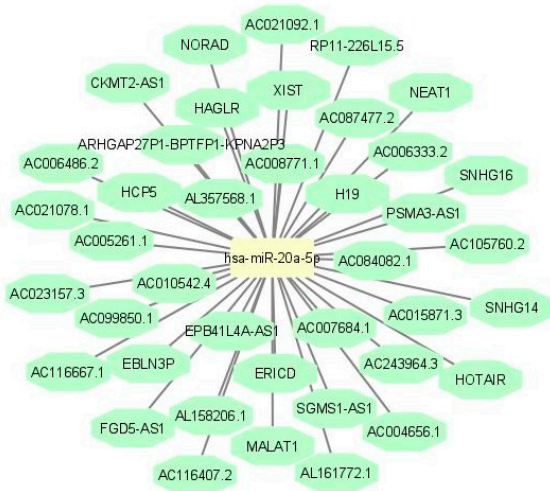 AC021092.1
NORAD
RP11-226L15.5
CKMT2-AS1
XIST
NEAT1
HAGLR
AC087477.2
ARHGAP27P1-BPTFP1-KPNA2P3
AC006333.2
AC006486.2
AC008771.1
SNHG16
HCP5
AL357568.1
H19
AC021078.1
PSMA3-AS1
AC005261.1
AC105760.2
hsa-miR-20a-5p
AC084082.1
AC010542.4
AC023157.3
SNHG14
AC099850.1
AC015871.3
EPB41L4A-AS1
AC007684.1
AC116667.1
EBLN3P
AC243964.3
ERICD
HOTAIR
SGMS1-AS1
AL158206.1
FGD5-AS1
AC004656.1
MALAT1
AC116407.2
AL161772.1